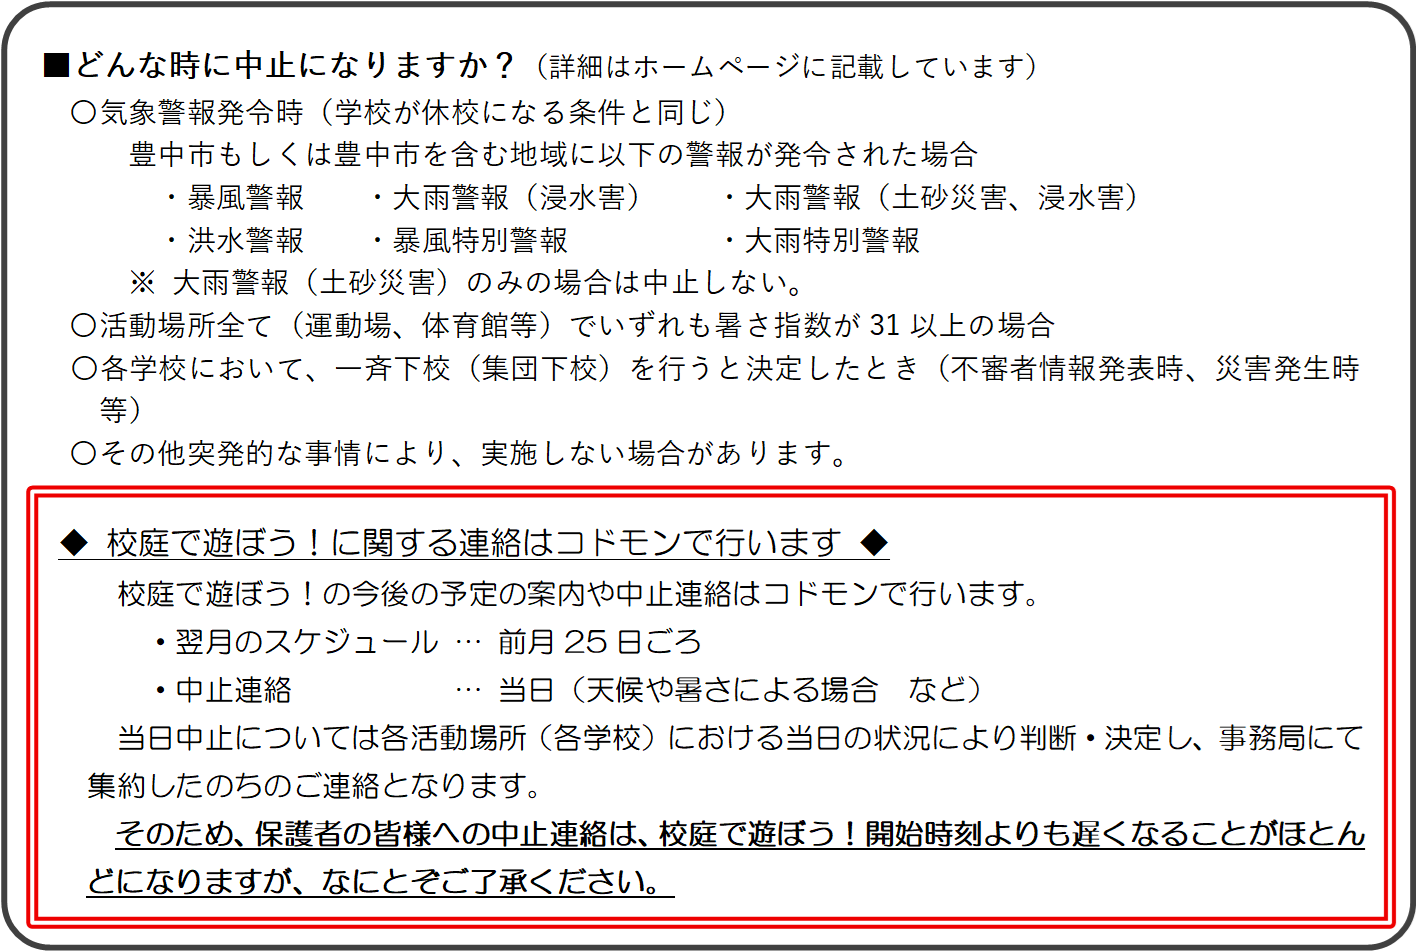 ■どんな時に中止になりますか？（詳細はホームページに記載しています）
〇気象警報発令時（学校が休校になる条件と同じ）
豊中市もしくは豊中市を含む地域に以下の警報が発令された場合
・暴風警報　　・大雨警報（浸水害）　　　・大雨警報（土砂災害、浸水害）
・洪水警報　　・暴風特別警報　　　　　・大雨特別警報
※ 大雨警報（土砂災害）のみの場合は中止しない。
〇活動場所全て（運動場、体育館等）でいずれも暑さ指数が 31 以上の場合
〇各学校において、一斉下校（集団下校）を行うと決定したとき（不審者情報発表時、災害発生時
等）
〇その他突発的な事情により、実施しない場合があります。
◆ 校庭で遊ぼう！に関する連絡はコドモンで行います ◆
校庭で遊ぼう！の今後の予定の案内や中止連絡はコドモンで行います。
・翌月のスケジュール … 前月 25 日ごろ
・中止連絡　　　　　 … 当日（天候や暑さによる場合　など）
当日中止については各活動場所（各学校）における当日の状況により判断・決定し、事務局にて
集約したのちのご連絡となります。
そのため、保護者の皆様への中止連絡は、校庭で遊ぼう！開始時刻よりも遅くなることがほとん
どになりますが、なにとぞご了承ください。